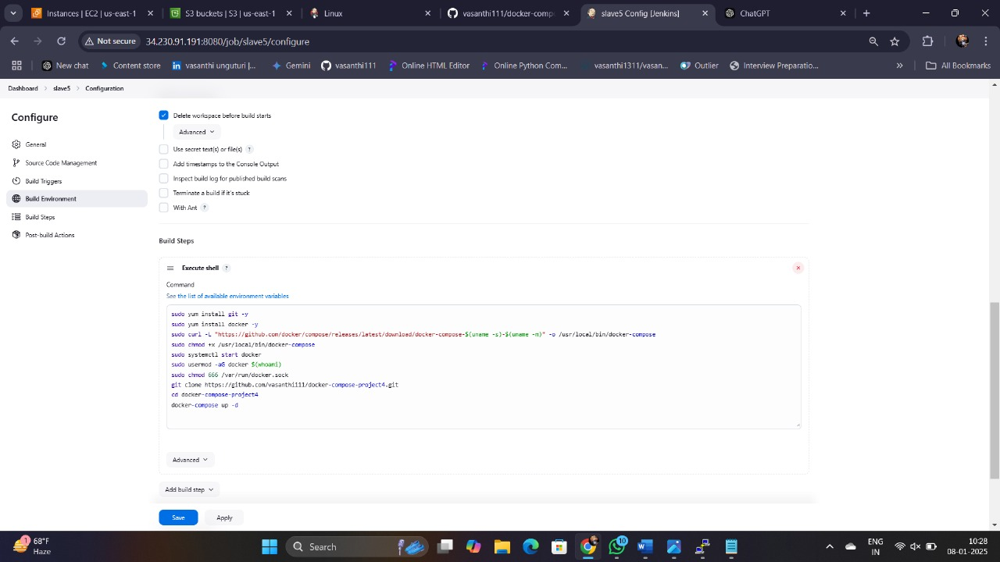 Instances | EC2 | us-east-1
S3 buckets | S3 | us-east-1
Linux
vasanthi111/docker-comp
slave5 Config [Jenkins]
ChatGPT
Not secure
34.230.91.191:8080/job/slave5/configure
New chat
Content store
vasanthi unguturi |...
Gemini
vasanthi111
Online HTML Editor
Online Python Com...
vasanthi1311/vasan...
Outlier
Interview Preparatio...
All Bookmarks
Dashboard > slave5 > Configuration
Configure
General
Source Code Management
Build Triggers
Build Environment
Build Steps
Post-build Actions
Delete workspace before build starts
Advanced
Use secret text(s) or file(s) ?
Add timestamps to the Console Output
Inspect build log for published build scans
Terminate a build if it's stuck
With Ant ?
Build Steps
Execute shell ?
Command
See the list of available environment variables
sudo yum install git -y
sudo yum install docker -y
sudo curl -L "https://github.com/docker/compose/releases/latest/download/docker-compose-$(uname -s)-$(uname -m)" -o /usr/local/bin/docker-compose
sudo chmod +x /usr/local/bin/docker-compose
sudo systemctl start docker
sudo usermod -aG docker $(whoami)
sudo chmod 666 /var/run/docker.sock
git clone https://github.com/vasanthi111/docker-compose-project4.git
cd docker-compose-project4
docker-compose up -d
Advanced
Add build step
Save
Apply
1
68°F
Haze
Search
10
ENG
IN
10:28
08-01-2025